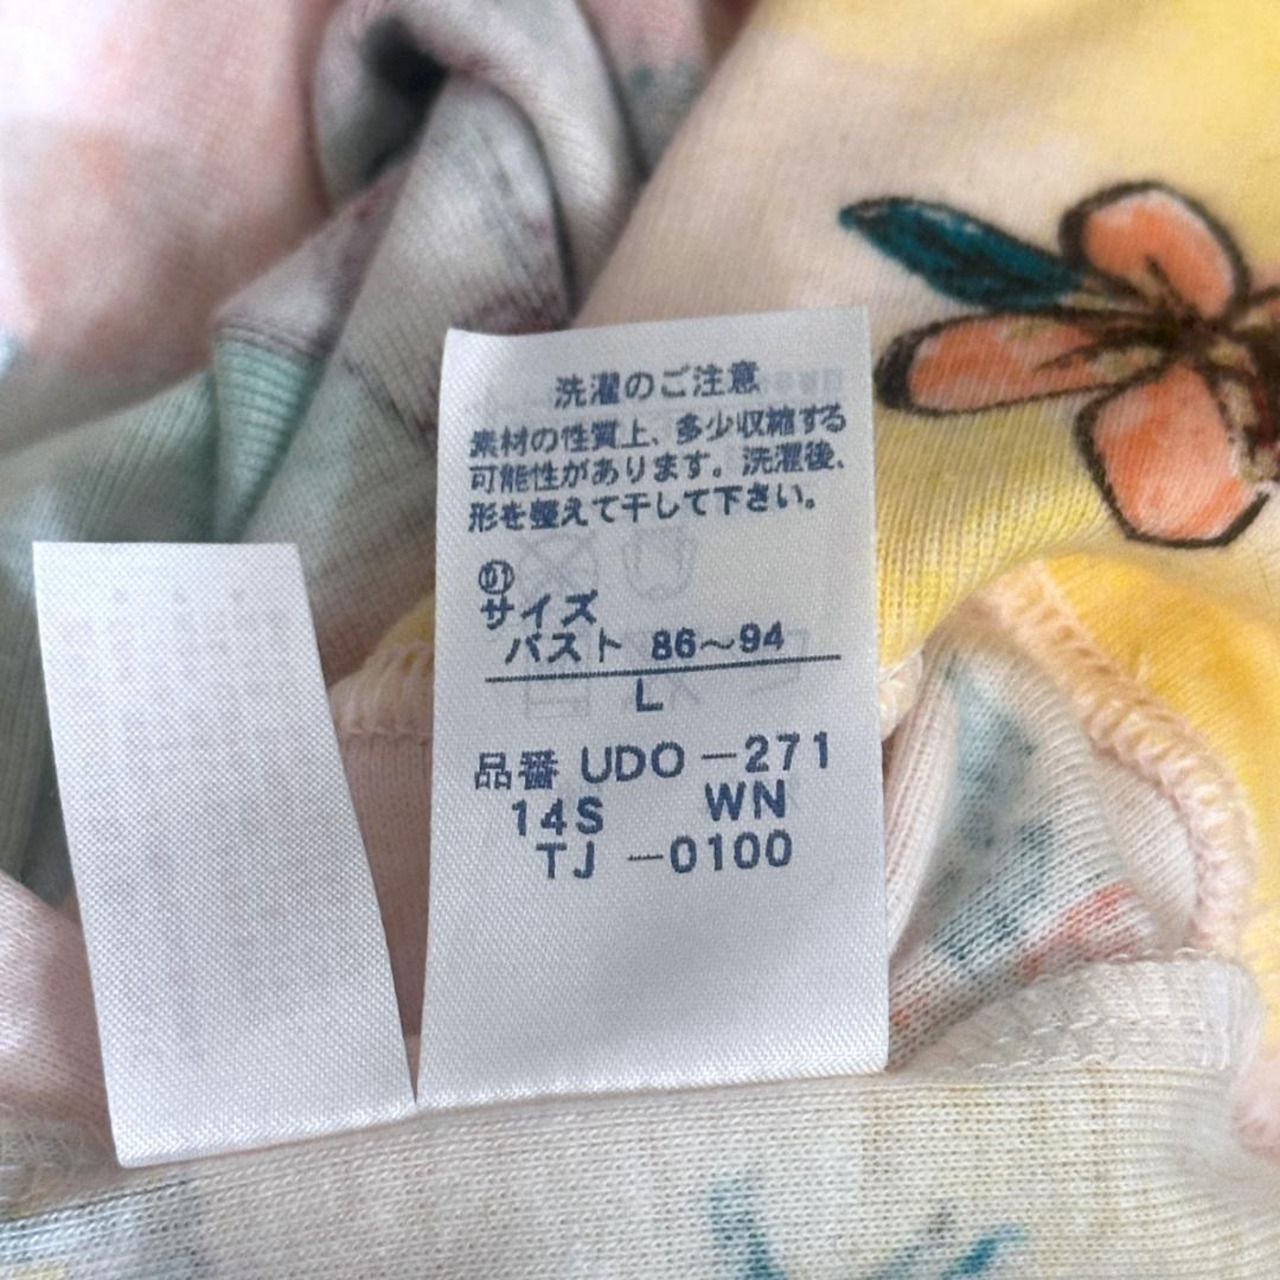 洗濯のご注意
素材の性質上、多少収縮する
可能性があります。洗濯後、
形を整えて干して下さい。
01
サイズ
バスト 86〜94
L
品番 UDO-271
14S WN
TJ-0100